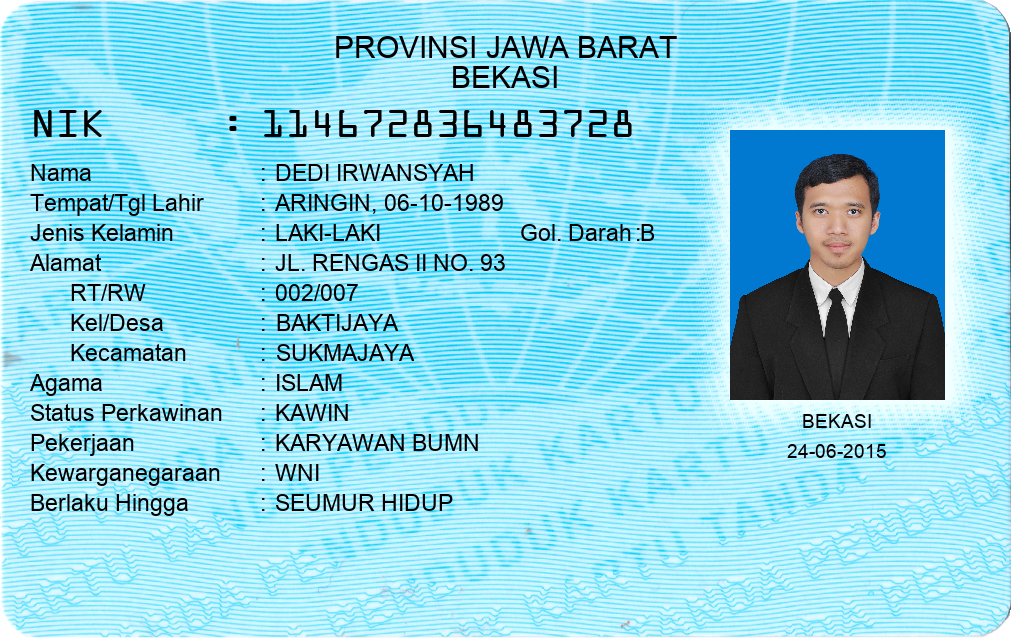 PROVINSI JAWA BARAT
BEKASI
NIK : 114672836483728
Nama : DEDI IRWANSYAH
Tempat/Tgl Lahir : ARINGIN, 06-10-1989
Jenis Kelamin : LAKI-LAKI Gol. Darah :B
Alamat : JL. RENGAS II NO. 93
RT/RW : 002/007
Kel/Desa : BAKTIJAYA
Kecamatan : SUKMAJAYA
Agama : ISLAM
Status Perkawinan : KAWIN
Pekerjaan : KARYAWAN BUMN
Kewarganegaraan : WNI
Berlaku Hingga : SEUMUR HIDUP
BEKASI
24-06-2015